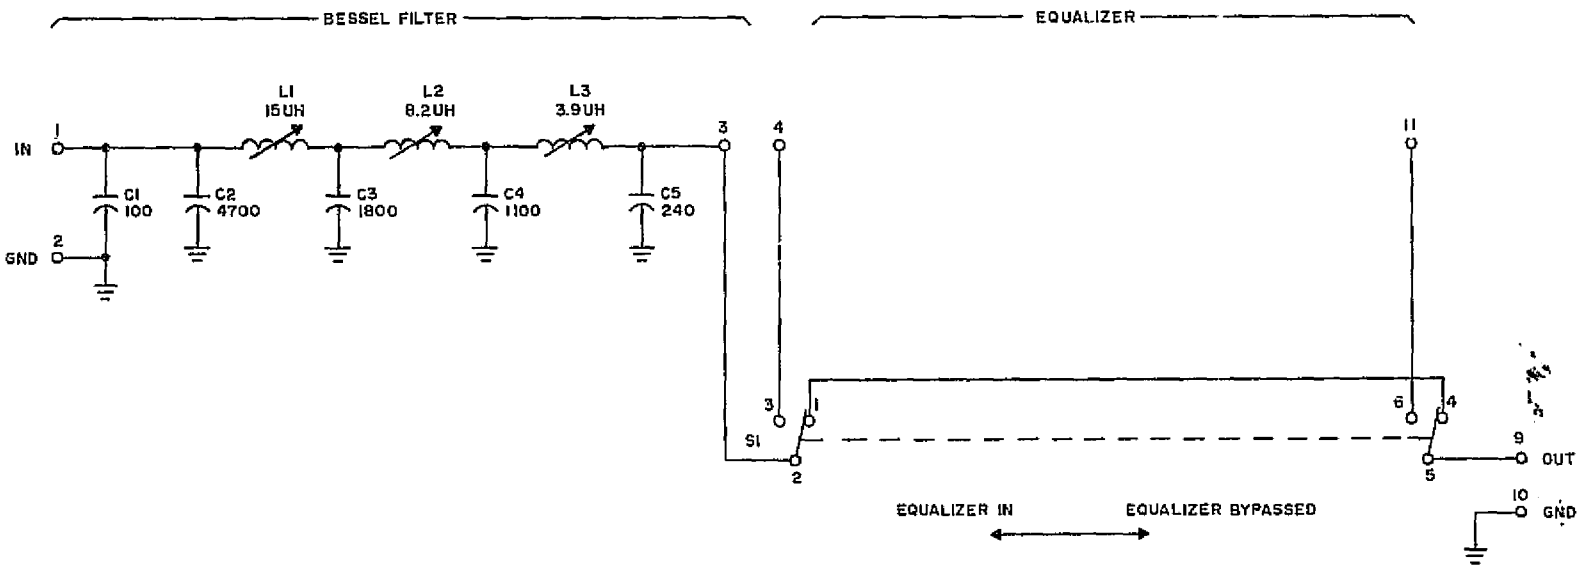 BESSEL FILTER
EQUALIZER
L1
15UH
L2
8.2UH
L3
3.9UH
1
IN
3
4
11
C1
100
C2
4700
C3
1800
C4
1100
C5
240
2
GND
3
1
6
4
S1
2
5
9
OUT
10
GND
EQUALIZER IN
EQUALIZER BYPASSED